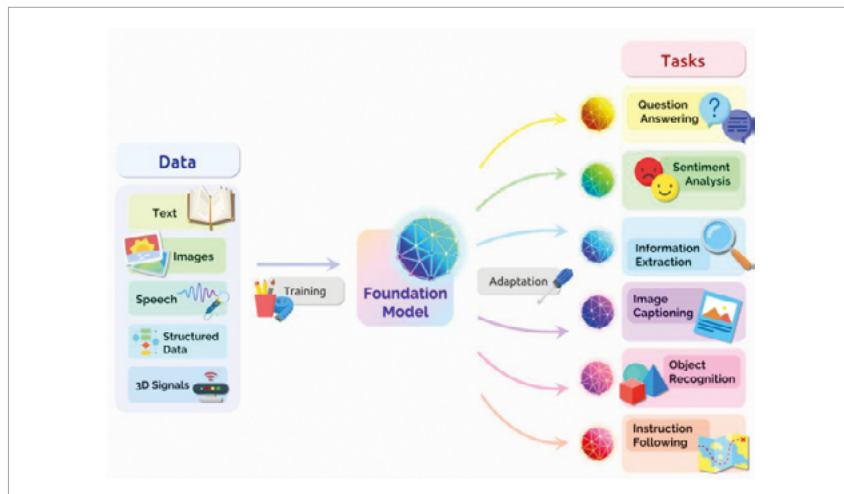 Data
Text
Images
Speech
Structured
Data
3D Signals
Training
Foundation
Model
Adaptation
Tasks
Question
Answering
?
Sentiment
Analysis
Information
Extraction
Image
Captioning
Object
Recognition
Instruction
Following